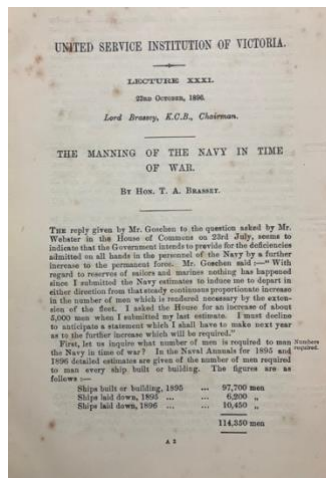 UNITED SERVICE INSTITUTION OF VICTORIA.
LECTURE XXXI.
23RD OCTOBER, 1896.
Lord Brassey, K.C.B., Chairman.
THE MANNING OF THE NAVY IN TIME
OF WAR.
BY HON. T. A. BRASSEY.
THE reply given by Mr. Goschen to the question asked by Mr.
Webster in the House of Commons on 23rd July, seems to
indicate that the Government intends to provide for the deficiencies
admitted on all hands in the personnel of the Navy by a further
increase to the permanent force. Mr. Goschen said :—" With
regard to reserves of sailors and marines nothing has happened
since I submitted the Navy estimates to induce me to depart in
either direction from that steady continuous proportionate increase
in the number of men which is rendered necessary by the exten-
sion of the fleet. I asked the House for an increase of about
5,000 men when I submitted my last estimate. I must decline
to anticipate a statement which I shall have to make next year
as to the further increase which will be required."
First, let us inquire what number of men is required to man
the Navy in time of war? In the Naval Annuals for 1895 and
1896 detailed estimates are given of the number of men required
to man every ship built or building. The figures are as
follows :—
Numbers
required.
Ships built or building, 1895 ... 97,700 men
Ships laid down, 1895 ... ... 6,200 „
Ships laid down, 1896 ... ... 10,450 „
114,350 men
A 2